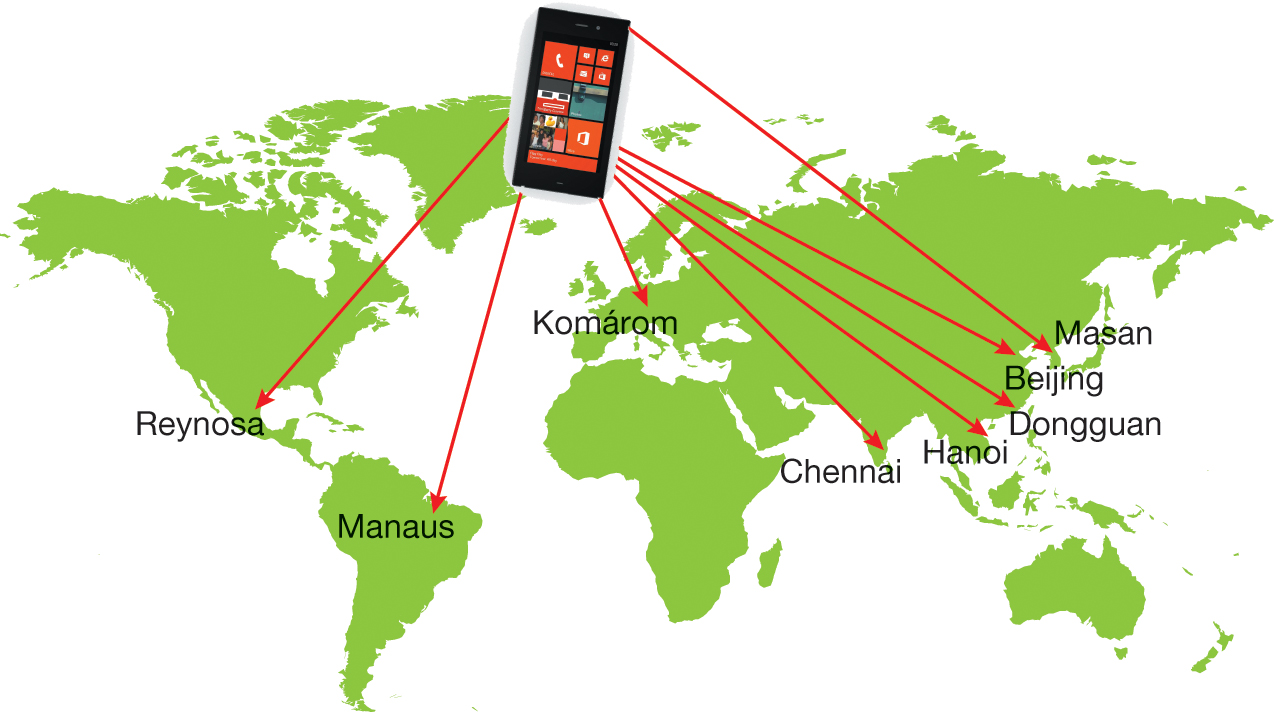 Komárom
Masan
Beijing
Reynosa
Dongguan
Hanoi
Chennai
Manaus